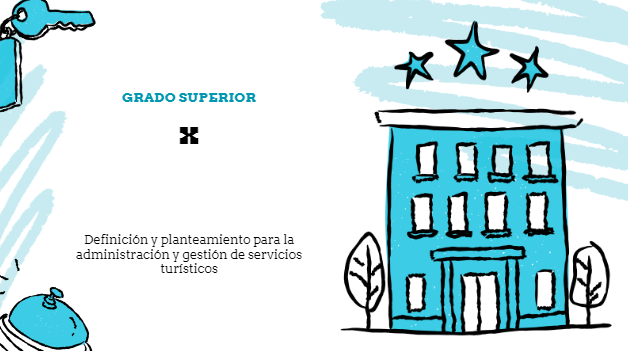 GRADO SUPERIOR
X
Definición y planteamiento para la
administración y gestión de servicios
turísticos